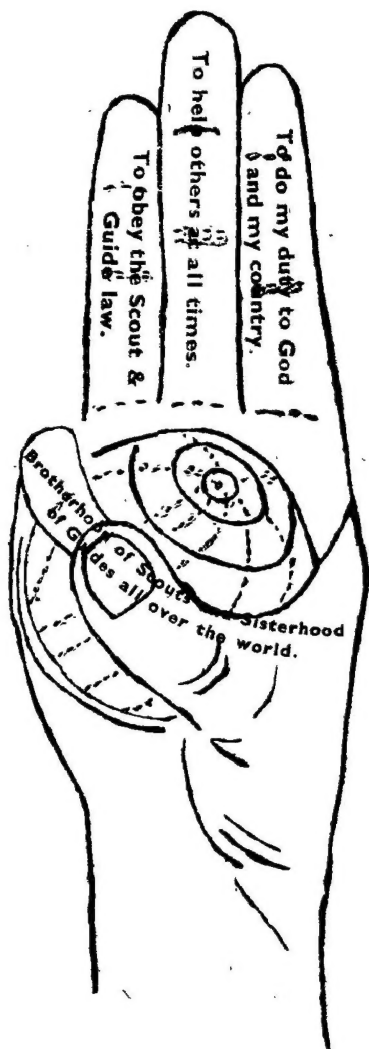 To do my duty to God
and my country.
To help others at all times.
To obey the Scout &
Guide law.
Brotherhood of Scouts and Sisterhood
of Guides all over the world.